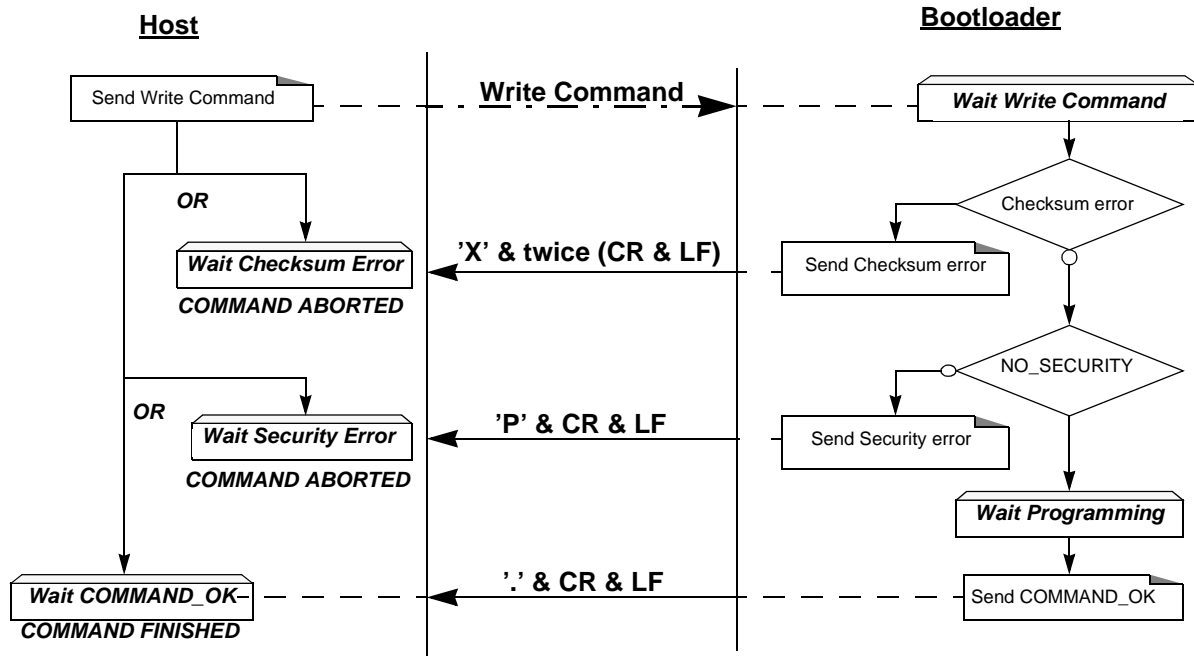 Host
Bootloader
Send Write Command
Write Command
Wait Write Command
OR
Checksum error
Wait Checksum Error
’X’ & twice (CR & LF)
Send Checksum error
COMMAND ABORTED
NO_SECURITY
OR
Wait Security Error
’P’ & CR & LF
Send Security error
COMMAND ABORTED
Wait Programming
Wait COMMAND_OK
’.’ & CR & LF
Send COMMAND_OK
COMMAND FINISHED